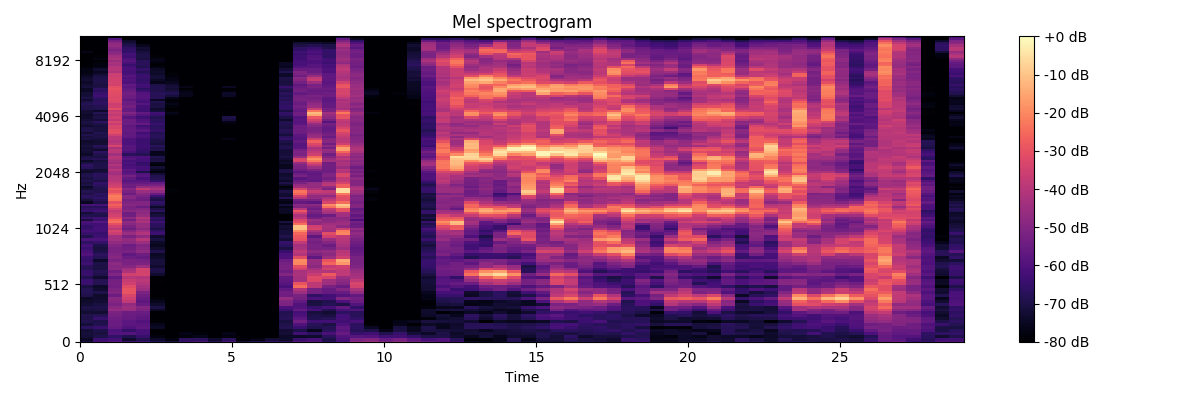 Mel spectrogram
8192
4096
2048
1024
512
0
Hz
0 5 10 15 20 25
Time
+0 dB
-10 dB
-20 dB
-30 dB
-40 dB
-50 dB
-60 dB
-70 dB
-80 dB